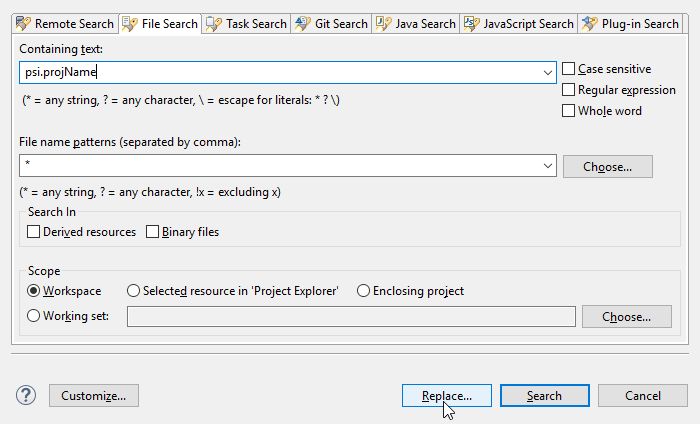 Remote Search File Search Task Search Git Search Java Search JavaScript Search Plug-in Search
Containing text:
psi.projName
(* = any string, ? = any character, \ = escape for literals: * ? \)
Case sensitive
Regular expression
Whole word
File name patterns (separated by comma):
*
Choose...
(* = any string, ? = any character, !x = excluding x)
Search In
Derived resources Binary files
Scope
Workspace Selected resource in 'Project Explorer' Enclosing project
Working set: Choose...
? Customize... Replace... Search Cancel